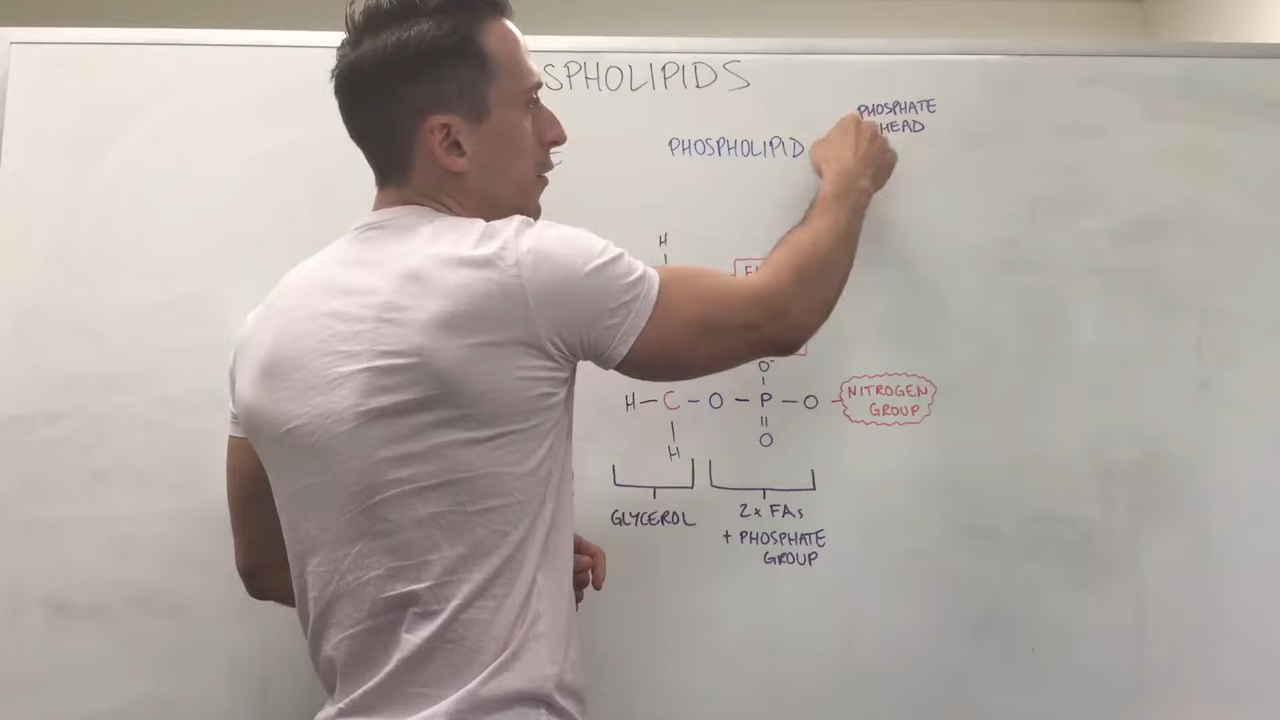 SPHOLIPIDS
PHOSPHATE
HEAD
PHOSPHOLIPID
H
H-C-O-P-O-
O⁻
O
H
NITROGEN
GROUP
GLYCEROL
2x FAs
+ PHOSPHATE
GROUP